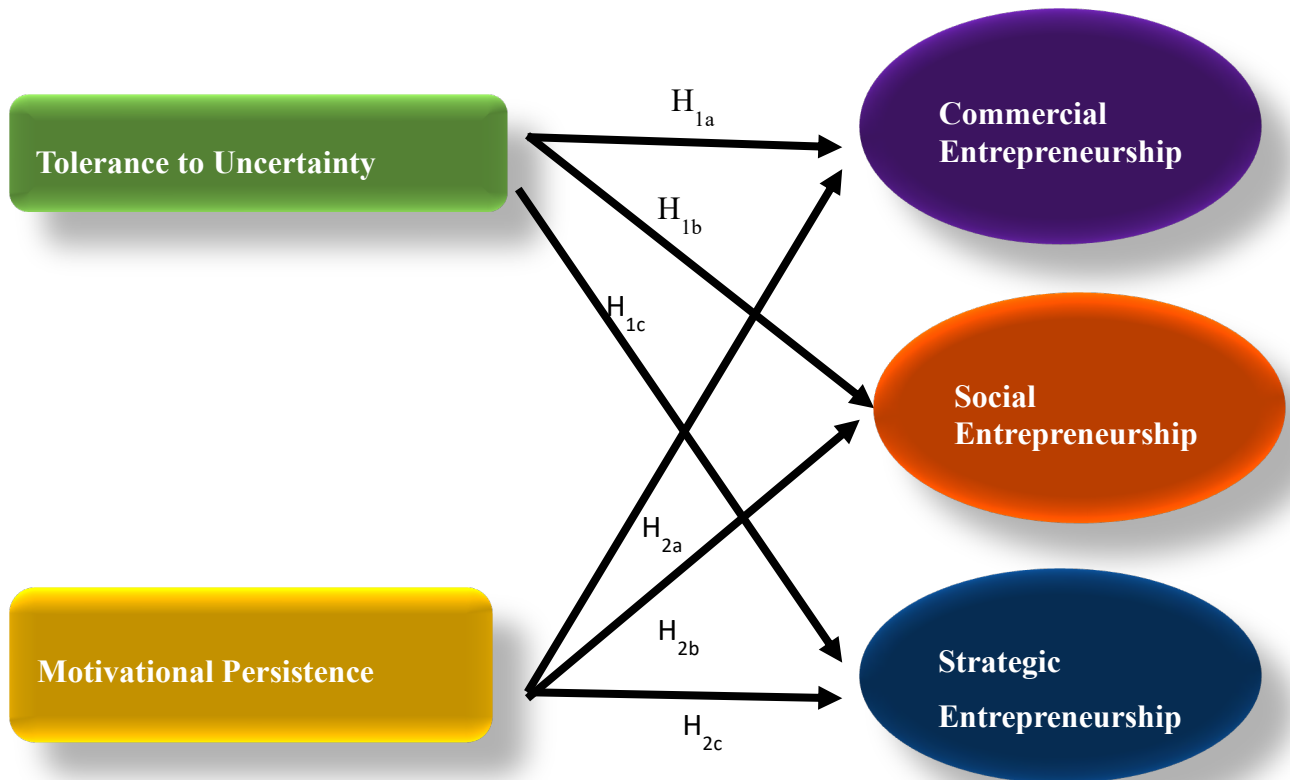 H1a
Commercial
Entrepreneurship
Tolerance to Uncertainty
H1b
H1c
Social
Entrepreneurship
H2a
H2b
Motivational Persistence
Strategic
Entrepreneurship
H2c